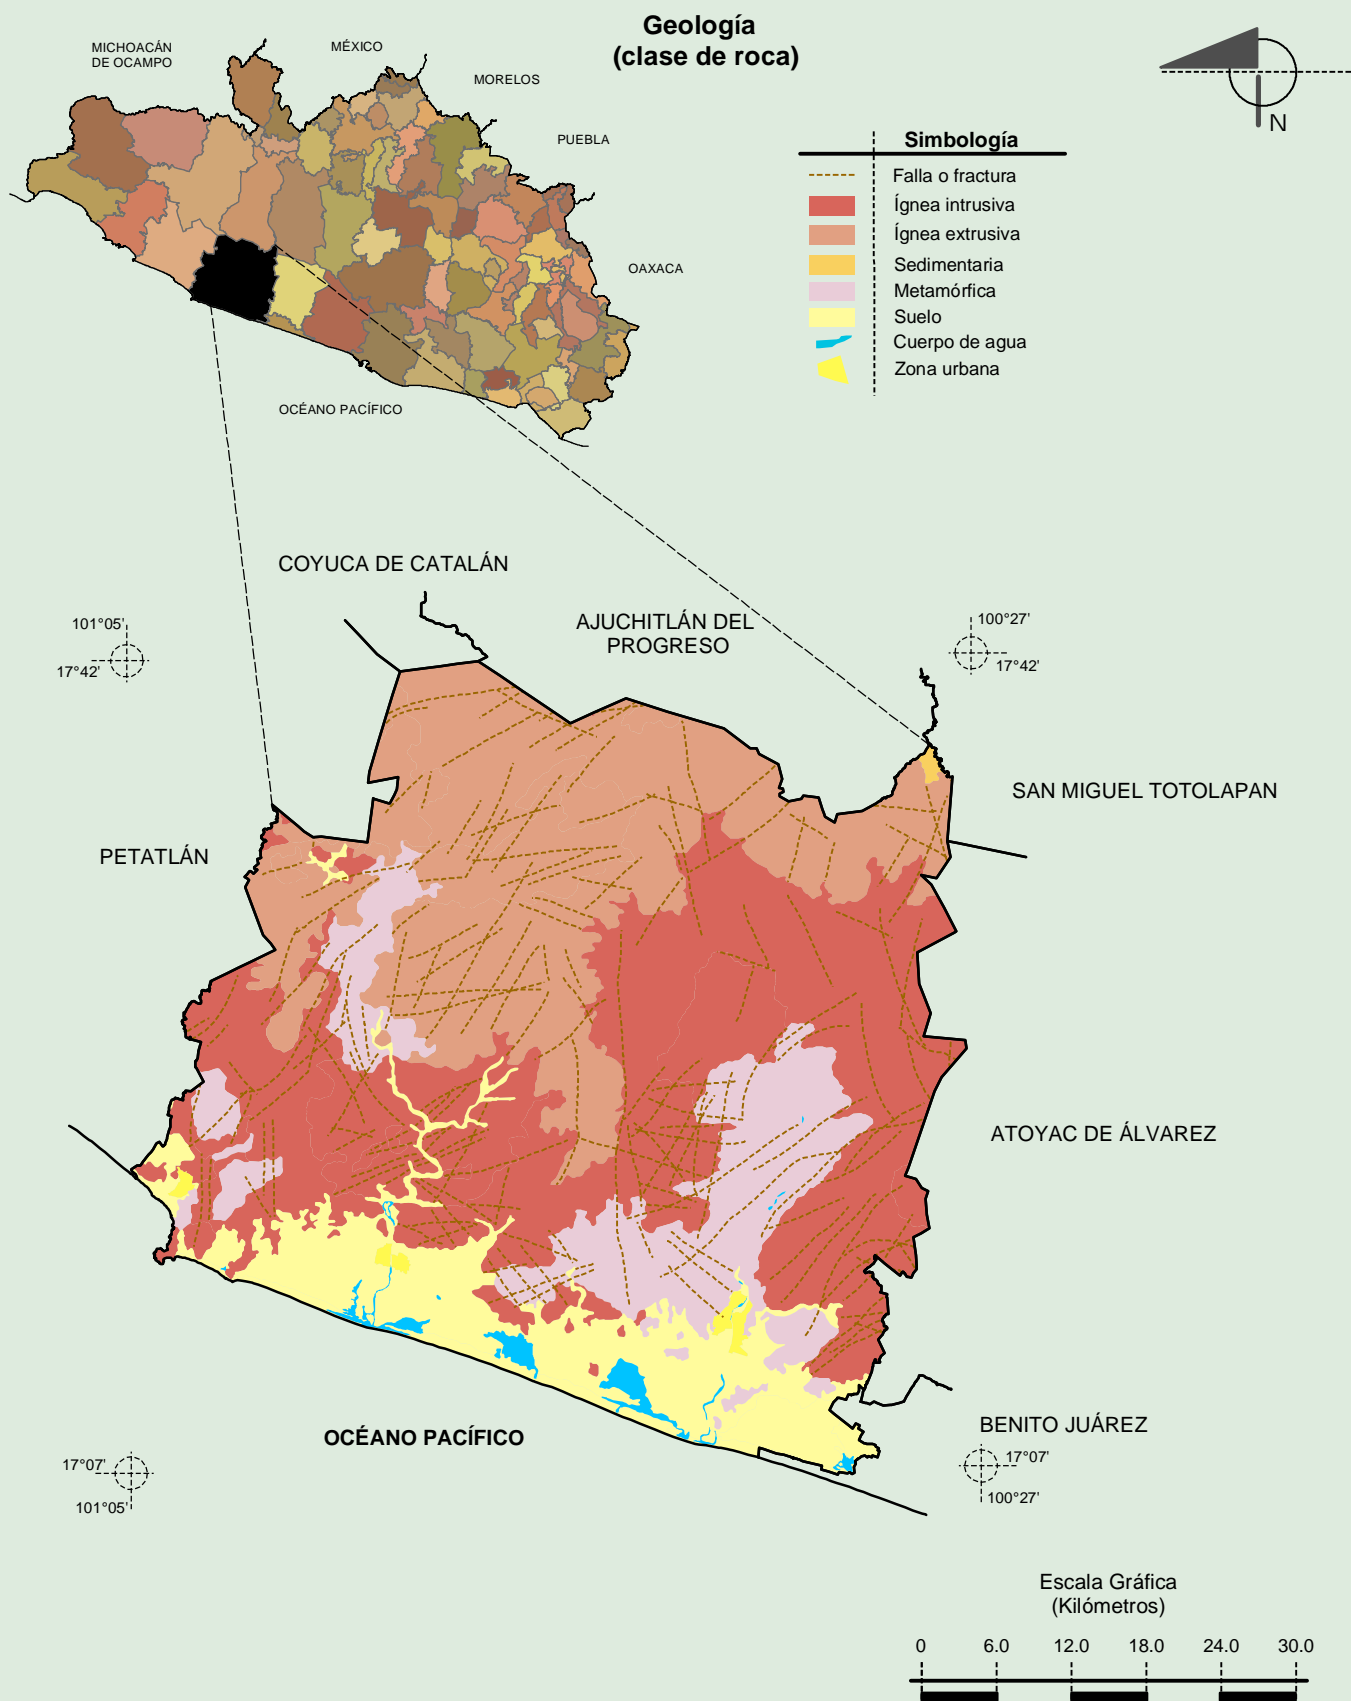 Geología
(clase de roca)
MICHOACÁN
DE OCAMPO
MÉXICO
MORELOS
PUEBLA
OAXACA
OCÉANO PACÍFICO
N
Simbología
Falla o fractura
Ígnea intrusiva
Ígnea extrusiva
Sedimentaria
Metamórfica
Suelo
Cuerpo de agua
Zona urbana
COYUCA DE CATALÁN
AJUCHITLÁN DEL
PROGRESO
101°05'
17°42'
100°27'
17°42'
SAN MIGUEL TOTOLAPAN
PETATLÁN
ATOYAC DE ÁLVAREZ
BENITO JUÁREZ
OCÉANO PACÍFICO
17°07'
101°05'
17°07'
100°27'
Escala Gráfica
(Kilómetros)
0 6.0 12.0 18.0 24.0 30.0